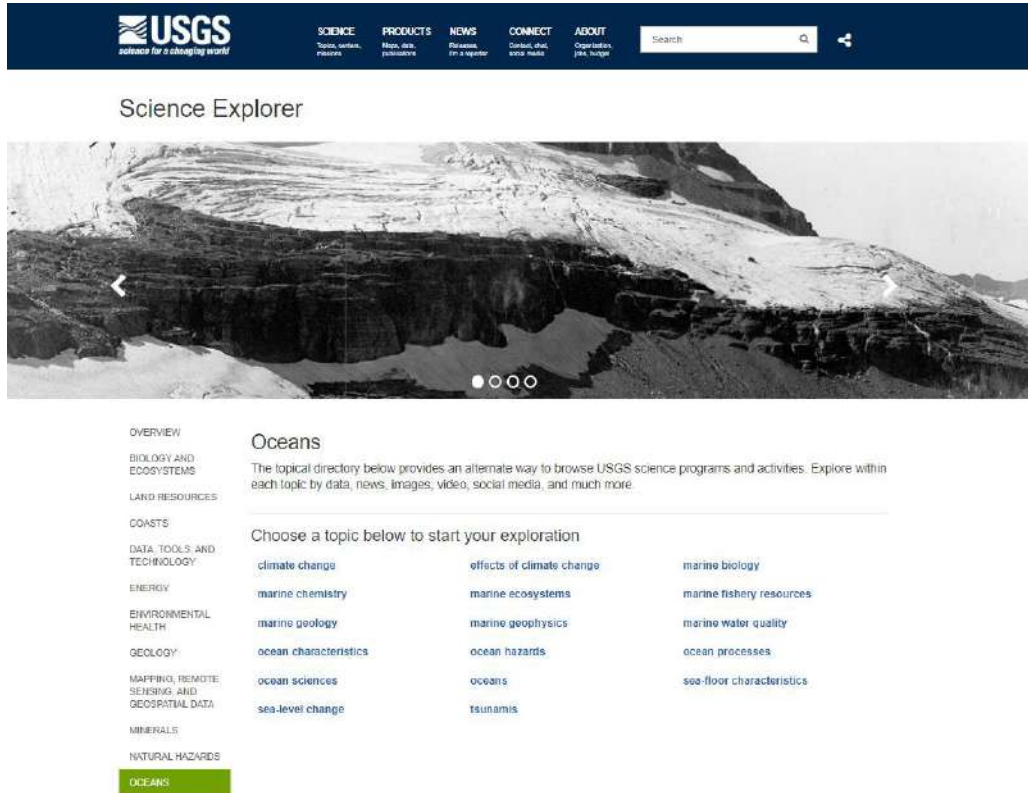 USGS
science for a changing world
SCIENCE
Topics, centers,
missions
PRODUCTS
Maps, data,
publications
NEWS
Releases,
I'm a reporter
CONNECT
Contact, chat,
social media
ABOUT
Organization,
jobs, budget
Search
Science Explorer
OVERVIEW
BIOLOGY AND
ECOSYSTEMS
LAND RESOURCES
COASTS
DATA, TOOLS, AND
TECHNOLOGY
ENERGY
ENVIRONMENTAL
HEALTH
GEOLOGY
MAPPING, REMOTE
SENSING, AND
GEOSPATIAL DATA
MINERALS
NATURAL HAZARDS
OCEANS
Oceans
The topical directory below provides an alternate way to browse USGS science programs and activities. Explore within
each topic by data, news, images, video, social media, and much more.
Choose a topic below to start your exploration
climate change effects of climate change marine biology
marine chemistry marine ecosystems marine fishery resources
marine geology marine geophysics marine water quality
ocean characteristics ocean hazards ocean processes
ocean sciences oceans sea-floor characteristics
sea-level change tsunamis